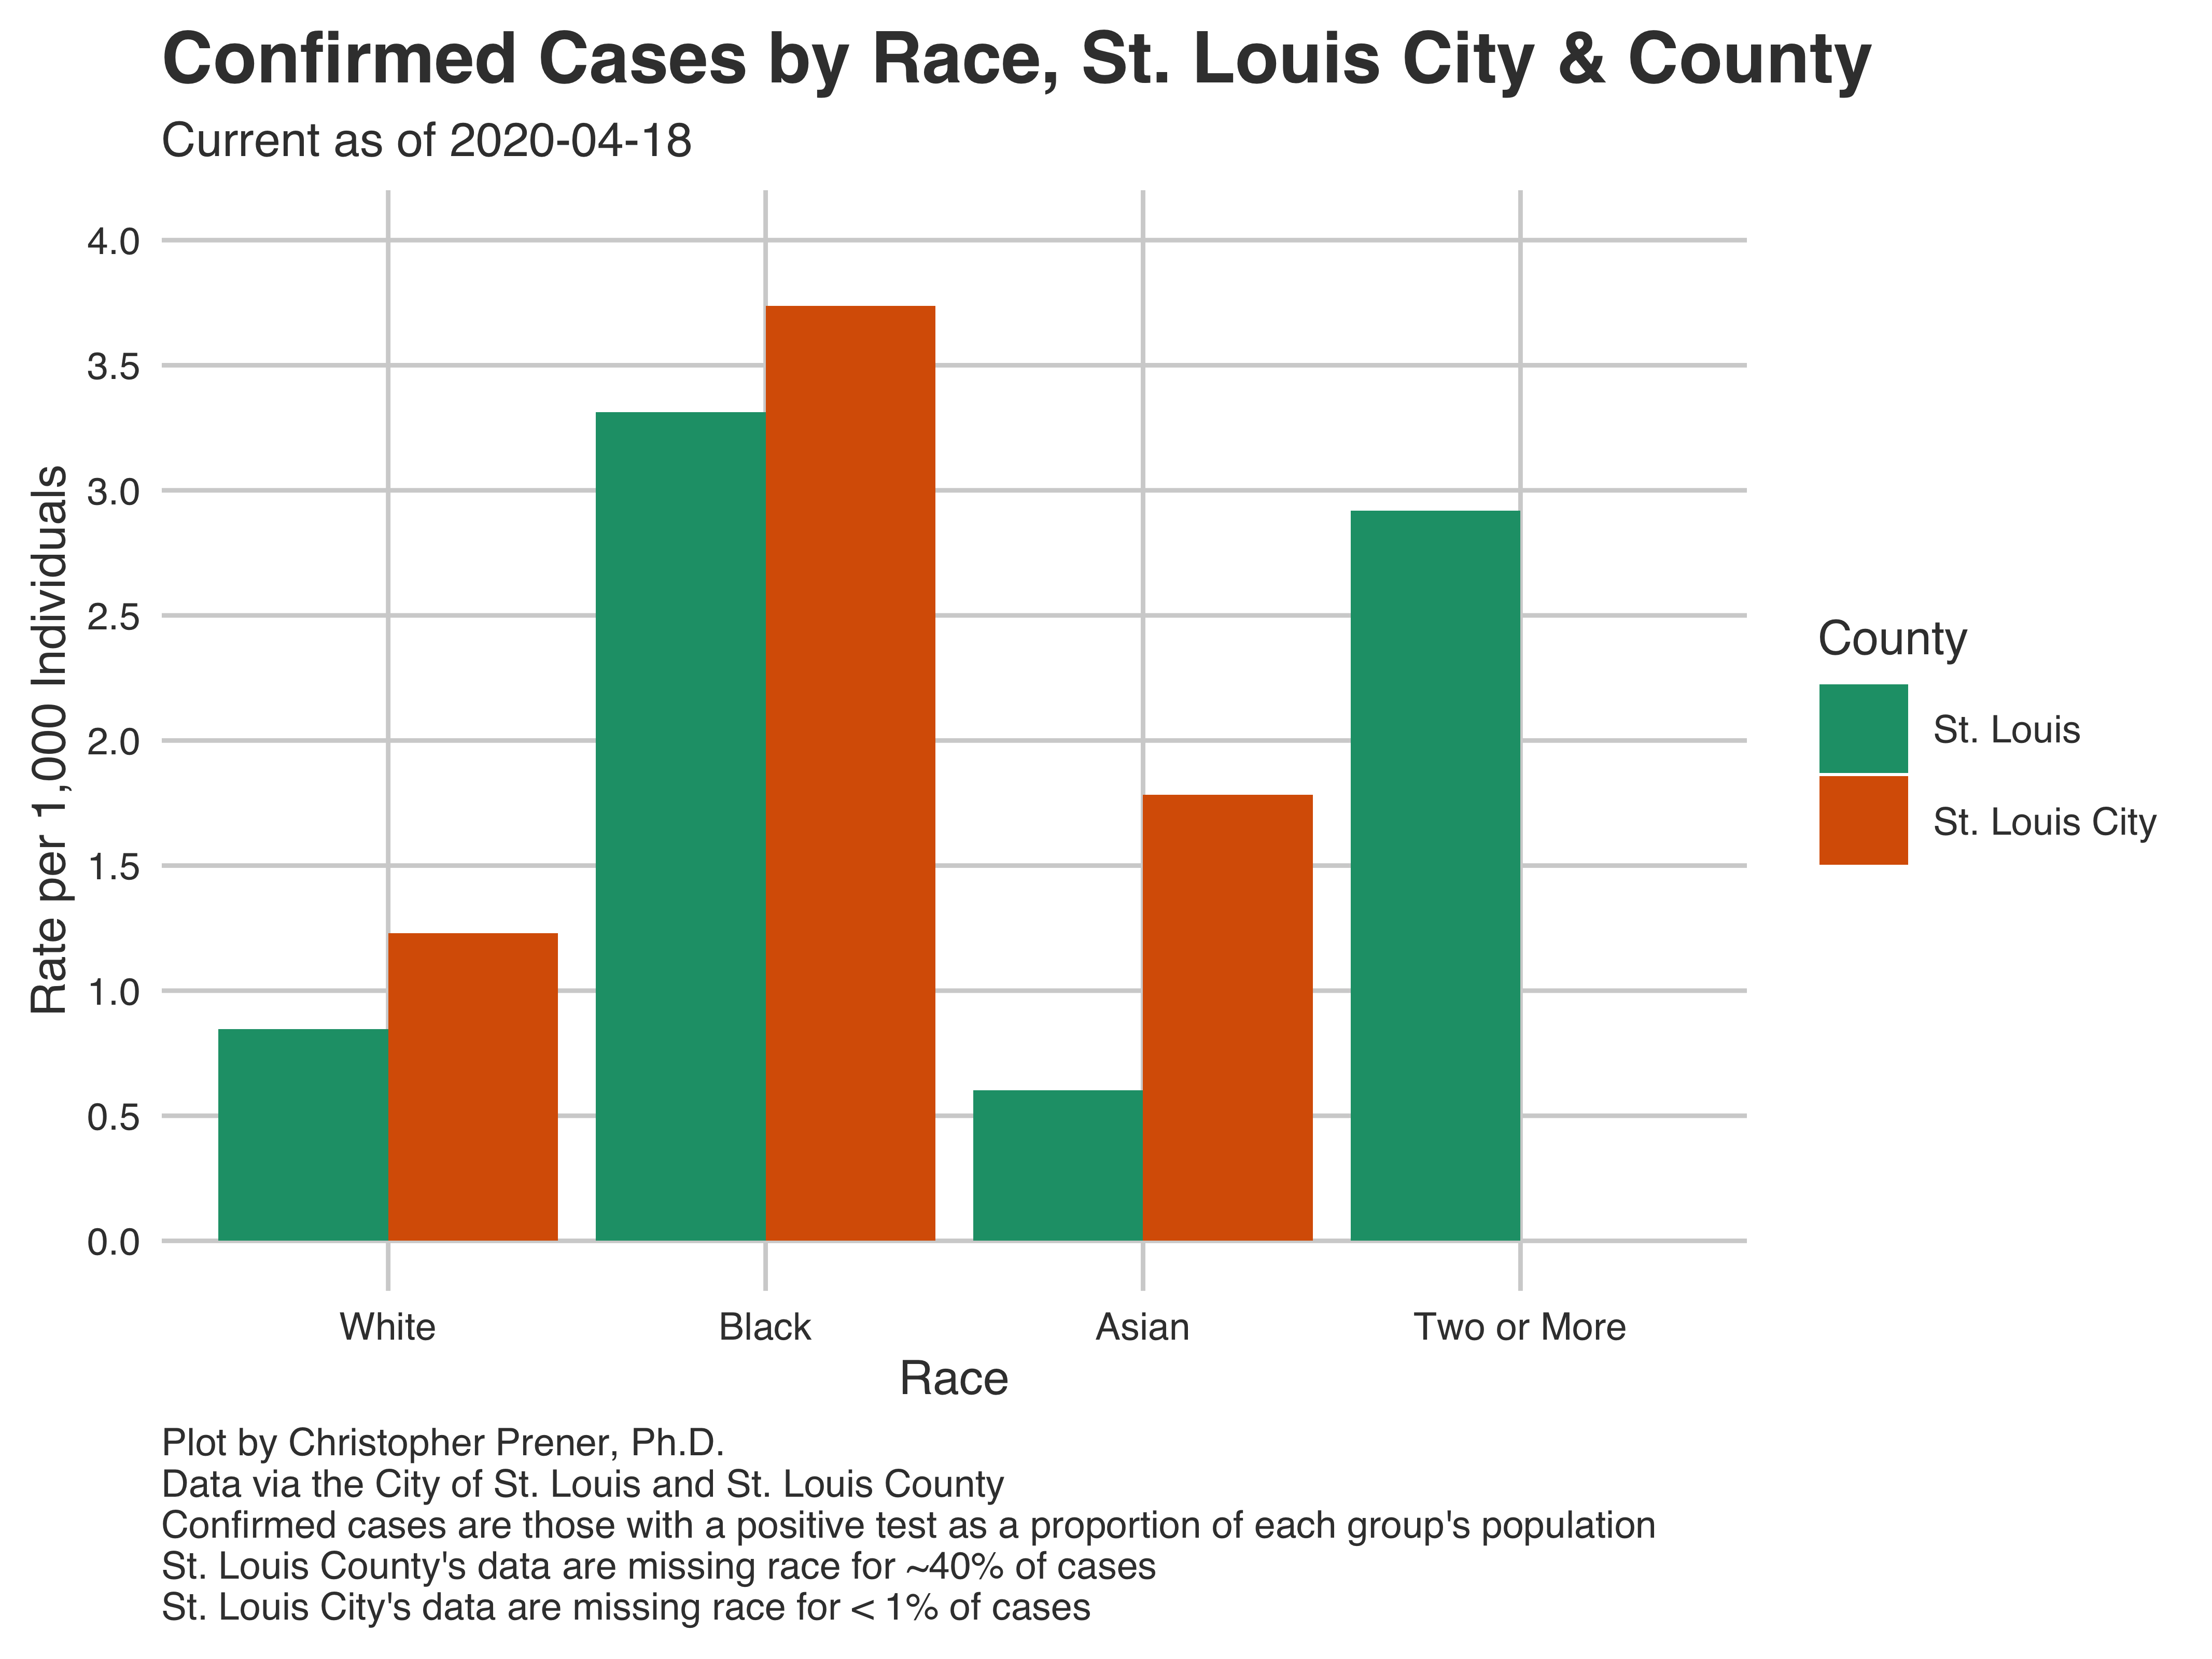 Confirmed Cases by Race, St. Louis City & County
Current as of 2020-04-18
Rate per 1,000 Individuals
4.0
3.5
3.0
2.5
2.0
1.5
1.0
0.5
0.0
White
Black
Asian
Two or More
Race
County
St. Louis
St. Louis City
Plot by Christopher Prener, Ph.D.
Data via the City of St. Louis and St. Louis County
Confirmed cases are those with a positive test as a proportion of each group's population
St. Louis County's data are missing race for ~40% of cases
St. Louis City's data are missing race for < 1% of cases